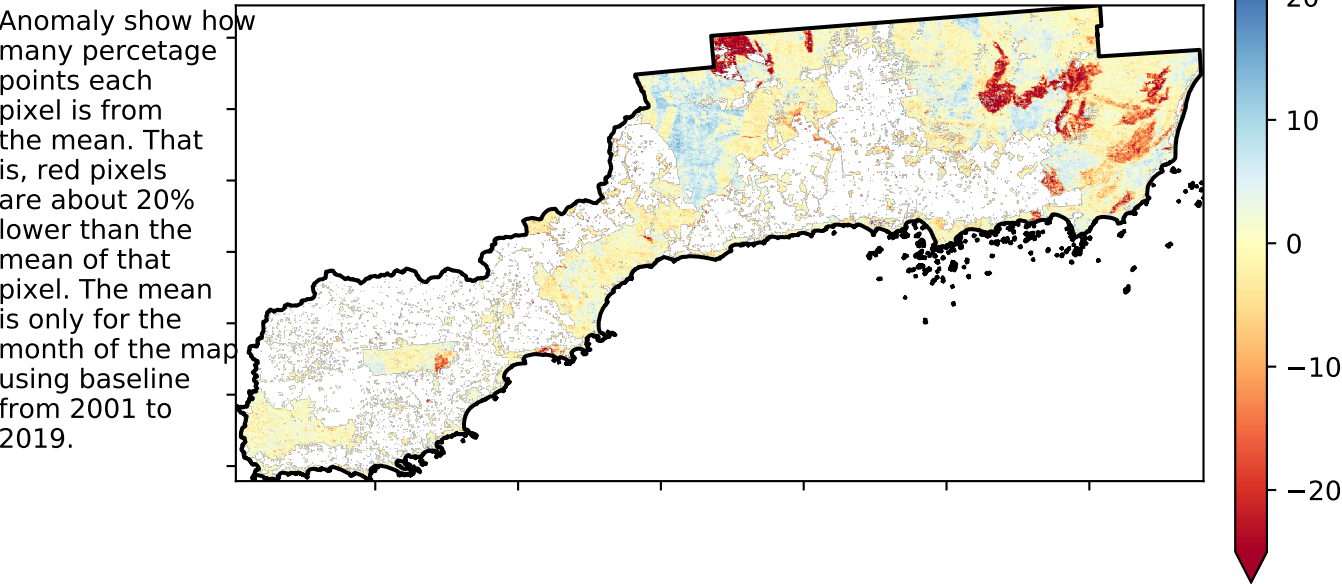 Anomaly show how
many percetage
points each
pixel is from
the mean. That
is, red pixels
are about 20%
lower than the
mean of that
pixel. The mean
is only for the
month of the map
using baseline
from 2001 to
2019.
20
10
0
−10
−20